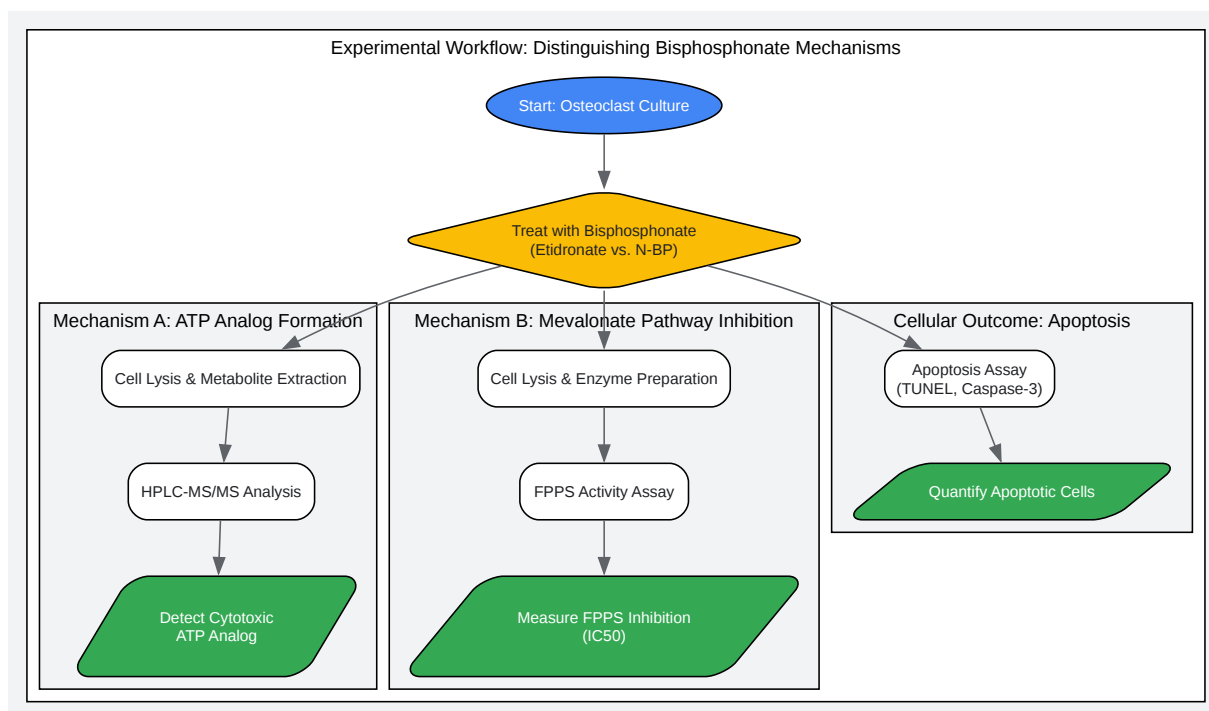 Experimental Workflow: Distinguishing Bisphosphonate Mechanisms
Start: Osteoclast Culture
Treat with Bisphosphonate
(Etidronate vs. N-BP)
Mechanism A: ATP Analog Formation
Cell Lysis & Metabolite Extraction
HPLC-MS/MS Analysis
Detect Cytotoxic
ATP Analog
Mechanism B: Mevalonate Pathway Inhibition
Cell Lysis & Enzyme Preparation
FPPS Activity Assay
Measure FPPS Inhibition
(IC50)
Cellular Outcome: Apoptosis
Apoptosis Assay
(TUNEL, Caspase-3)
Quantify Apoptotic Cells